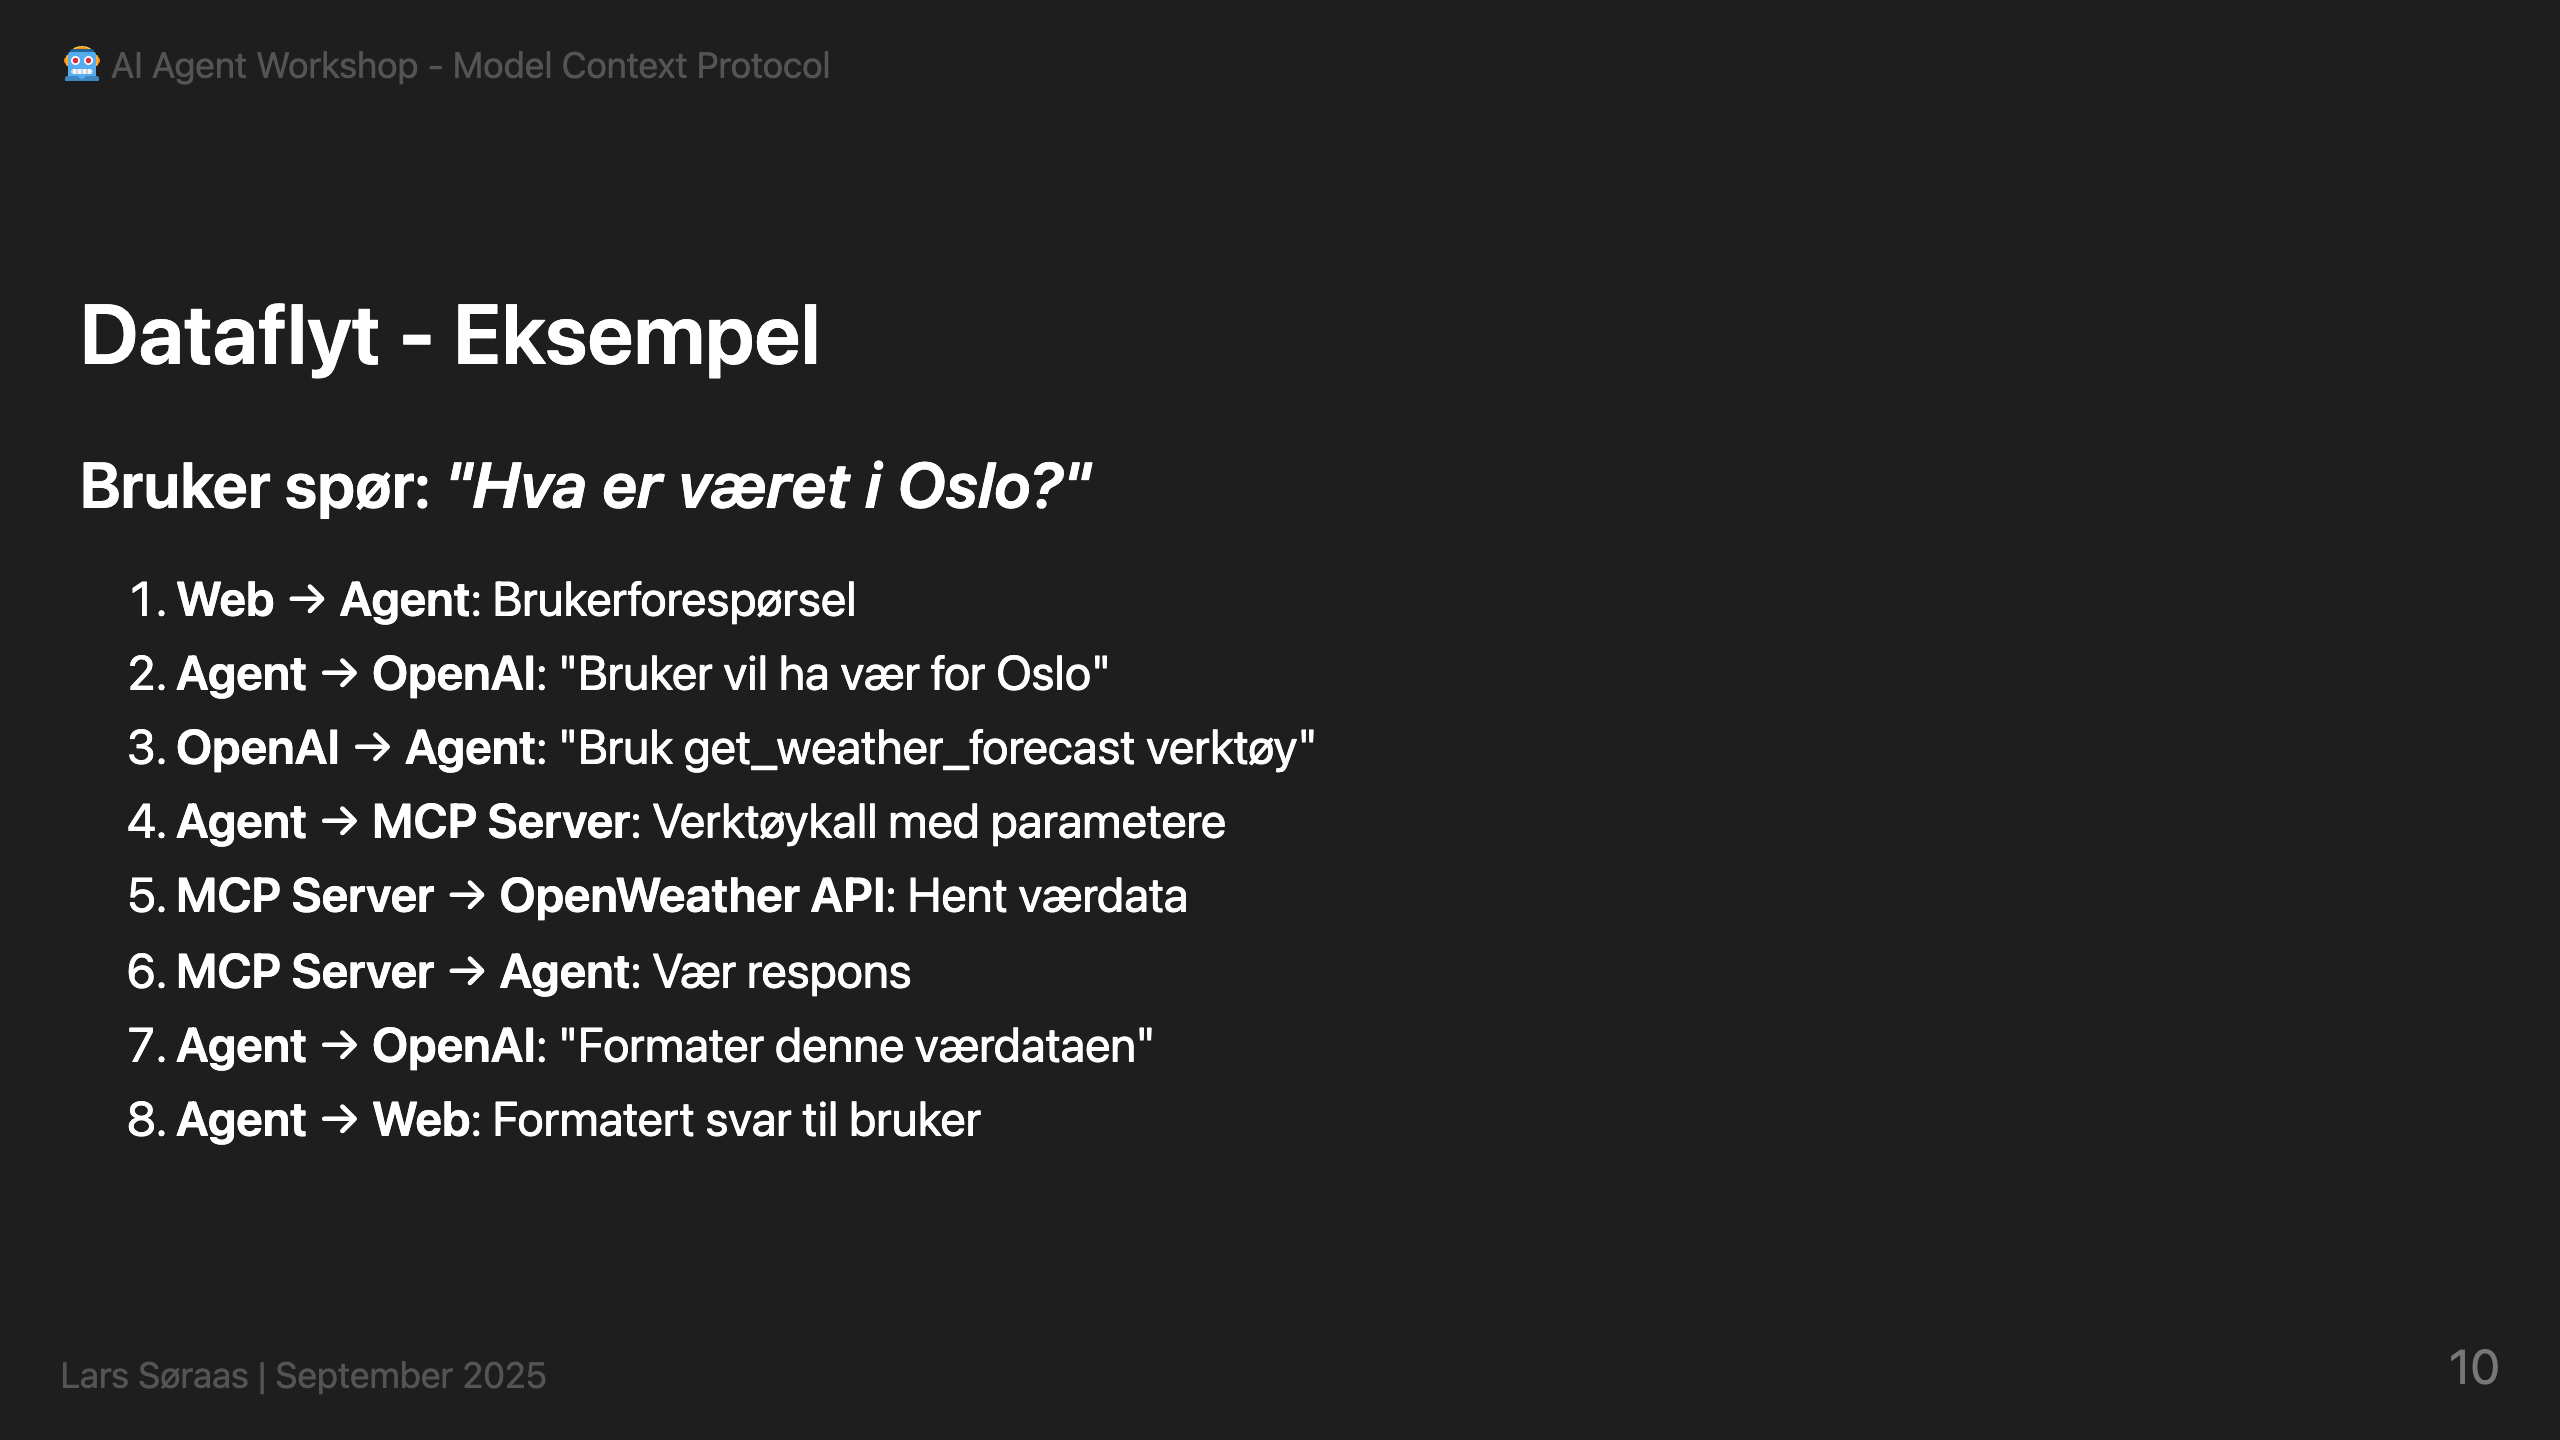 🤖 AI Agent Workshop - Model Context Protocol
Dataflyt - Eksempel
Bruker spør: "Hva er været i Oslo?"
1. Web → Agent: Brukerforespørsel
2. Agent → OpenAI: "Bruker vil ha vær for Oslo"
3. OpenAI → Agent: "Bruk get_weather_forecast verktøy"
4. Agent → MCP Server: Verktøykall med parametere
5. MCP Server → OpenWeather API: Hent værdata
6. MCP Server → Agent: Vær respons
7. Agent → OpenAI: "Formater denne værdataen"
8. Agent → Web: Formatert svar til bruker
Lars Søraas | September 2025
10